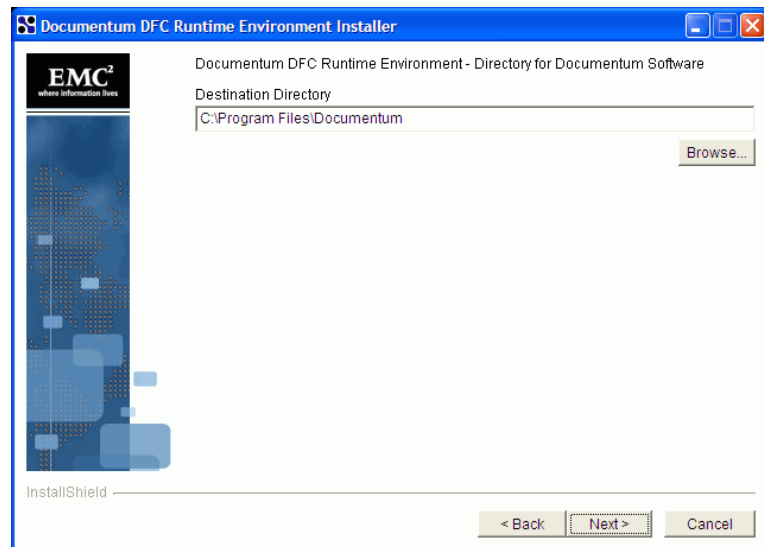 Documentum DFC Runtime Environment Installer
EMC²
where information lives
Documentum DFC Runtime Environment - Directory for Documentum Software
Destination Directory
C:\Program Files\Documentum
Browse...
InstallShield
< Back Next > Cancel